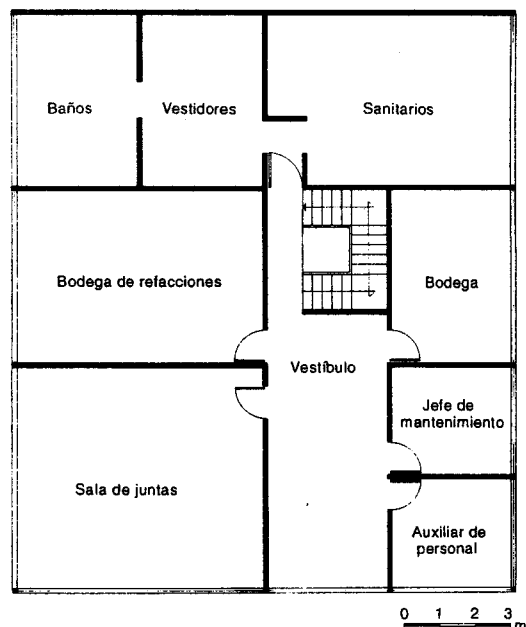 Baños
Vestidores
Sanitarios
Bodega de refacciones
Bodega
Vestíbulo
Jefe de
mantenimiento
Sala de juntas
Auxiliar de
personal
0 1 2 3
m